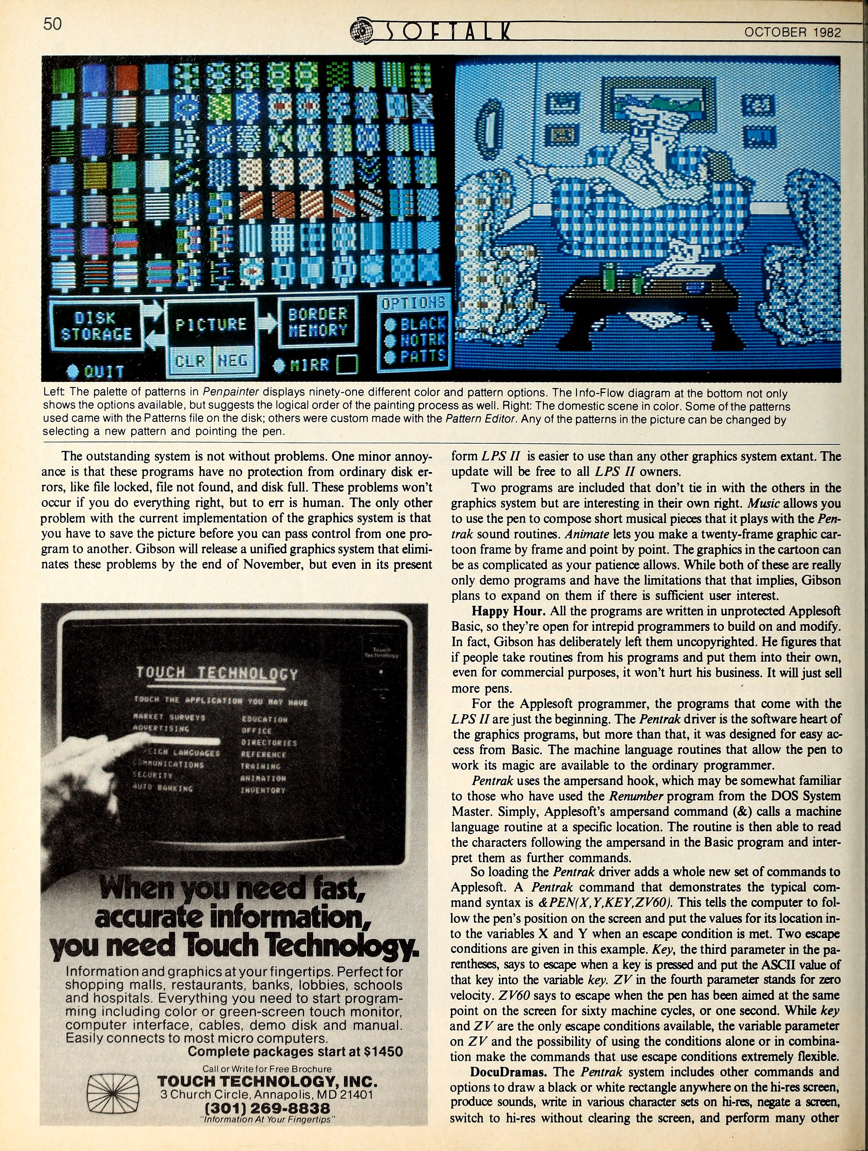 50
SOFTALK
OCTOBER 1982
DISK
STORAGE
PICTURE
CLR NEG
BORDER
MEMORY
MIRR
QUIT
OPTIONS
BLACK
NOTRK
PATTS
Left: The palette of patterns in Penpainter displays ninety-one different color and pattern options. The Info-Flow diagram at the bottom not only
shows the options available, but suggests the logical order of the painting process as well. Right: The domestic scene in color. Some of the patterns
used came with the Patterns file on the disk; others were custom made with the Pattern Editor. Any of the patterns in the picture can be changed by
selecting a new pattern and pointing the pen.
The outstanding system is not without problems. One minor annoy-
ance is that these programs have no protection from ordinary disk er-
rors, like file locked, file not found, and disk full. These problems won't
occur if you do everything right, but to err is human. The only other
problem with the current implementation of the graphics system is that
you have to save the picture before you can pass control from one pro-
gram to another. Gibson will release a unified graphics system that elimi-
nates these problems by the end of November, but even in its present
form LPS II is easier to use than any other graphics system extant. The
update will be free to all LPS II owners.
Two programs are included that don't tie in with the others in the
graphics system but are interesting in their own right. Music allows you
to use the pen to compose short musical pieces that it plays with the Pen-
trak sound routines. Animate lets you make a twenty-frame graphic car-
toon frame by frame and point by point. The graphics in the cartoon can
be as complicated as your patience allows. While both of these are really
only demo programs and have the limitations that that implies, Gibson
plans to expand on them if there is sufficient user interest.
Happy Hour. All the programs are written in unprotected Applesoft
Basic, so they're open for intrepid programmers to build on and modify.
In fact, Gibson has deliberately left them uncopyrighted. He figures that
if people take routines from his programs and put them into their own,
even for commercial purposes, it won't hurt his business. It will just sell
more pens.
For the Applesoft programmer, the programs that come with the
LPS II are just the beginning. The Pentrak driver is the software heart of
the graphics programs, but more than that, it was designed for easy ac-
cess from Basic. The machine language routines that allow the pen to
work its magic are available to the ordinary programmer.
Pentrak uses the ampersand hook, which may be somewhat familiar
to those who have used the Renumber program from the DOS System
Master. Simply, Applesoft's ampersand command (&) calls a machine
language routine at a specific location. The routine is then able to read
the characters following the ampersand in the Basic program and inter-
pret them as further commands.
So loading the Pentrak driver adds a whole new set of commands to
Applesoft. A Pentrak command that demonstrates the typical com-
mand syntax is &PEN(X,Y,KEY,ZV60). This tells the computer to fol-
low the pen's position on the screen and put the values for its location in-
to the variables X and Y when an escape condition is met. Two escape
conditions are given in this example. Key, the third parameter in the pa-
rentheses, says to escape when a key is pressed and put the ASCII value of
that key into the variable key. ZV in the fourth parameter stands for zero
velocity. ZV60 says to escape when the pen has been aimed at the same
point on the screen for sixty machine cycles, or one second. While key
and ZV are the only escape conditions available, the variable parameter
on ZV and the possibility of using the conditions alone or in combina-
tion make the commands that use escape conditions extremely flexible.
DocuDramas. The Pentrak system includes other commands and
options to draw a black or white rectangle anywhere on the hi-res screen,
produce sounds, write in various character sets on hi-res, negate a screen,
switch to hi-res without clearing the screen, and perform many other
Touch
Technology
TOUCH TECHNOLOGY
TOUCH THE APPLICATION YOU MAY HAVE
MARKET SURVEYS
ADVERTISING
LANGUAGES
SECURITY
AUTO BANKING
EDUCATION
OFFICE
DIRECTORIES
REFERENCE
TRAINING
ANIMATION
INVENTORY
When you need fast,
accurate information,
you need Touch Technology.
Information and graphics at your fingertips. Perfect for
shopping malls, restaurants, banks, lobbies, schools
and hospitals. Everything you need to start program-
ming including color or green-screen touch monitor,
computer interface, cables, demo disk and manual.
Easily connects to most micro computers.
Complete packages start at $1450
Call or Write for Free Brochure
TOUCH TECHNOLOGY, INC.
3 Church Circle, Annapolis, MD 21401
(301) 269-8838
"Information At Your Fingertips"